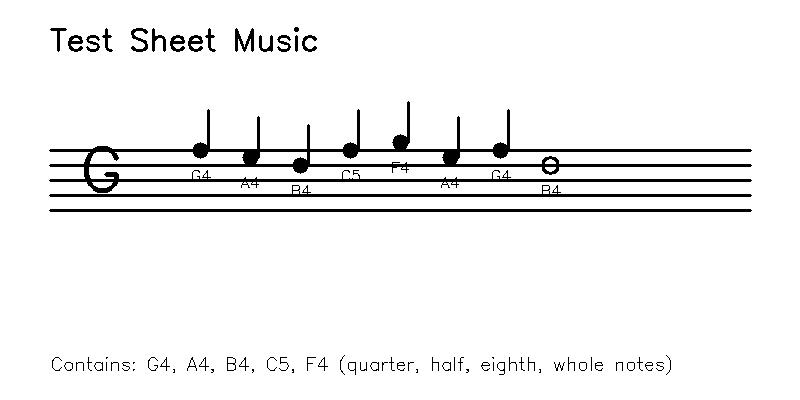 Test Sheet Music
G
G4 A4 B4 C5 F4 A4 G4 B4
Contains: G4, A4, B4, C5, F4 (quarter, half, eighth, whole notes)